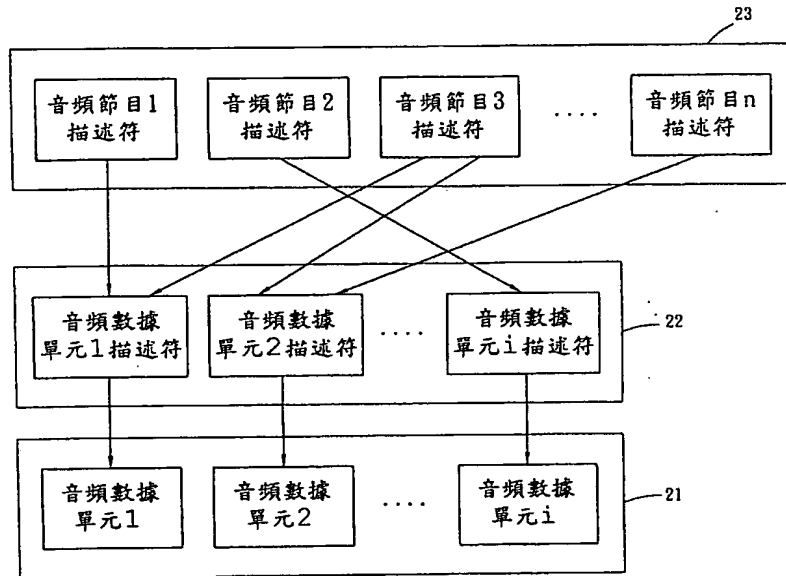 23
音頻節目1
描述符
音頻節目2
描述符
音頻節目3
描述符
....
音頻節目n
描述符
音頻數據
單元1描述符
音頻數據
單元2描述符
....
音頻數據
單元i描述符
22
音頻數據
單元1
音頻數據
單元2
....
音頻數據
單元i
21